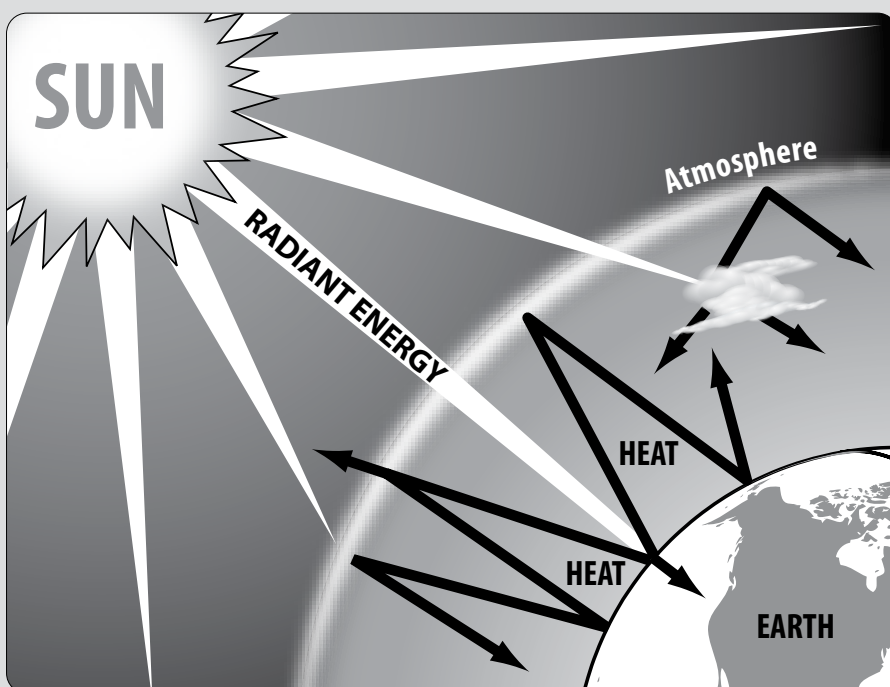 SUN
Atmosphere
RADIANT ENERGY
HEAT
HEAT
EARTH